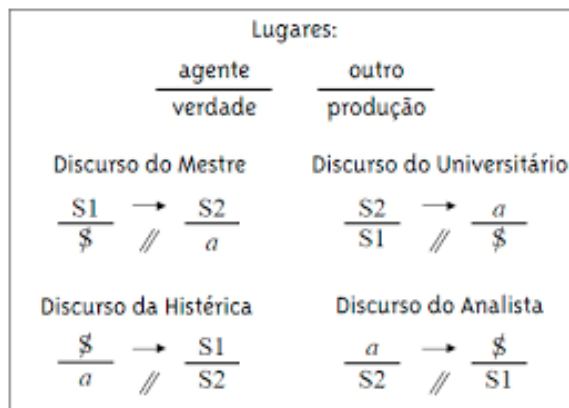 Lugares:
agente outro
verdade produção
Discurso do Mestre Discurso do Universitário
S1 → S2 S2 → a
$ // a S1 // $
Discurso da Histérica Discurso do Analista
$ → S1 a → $
a // S2 S2 // S1